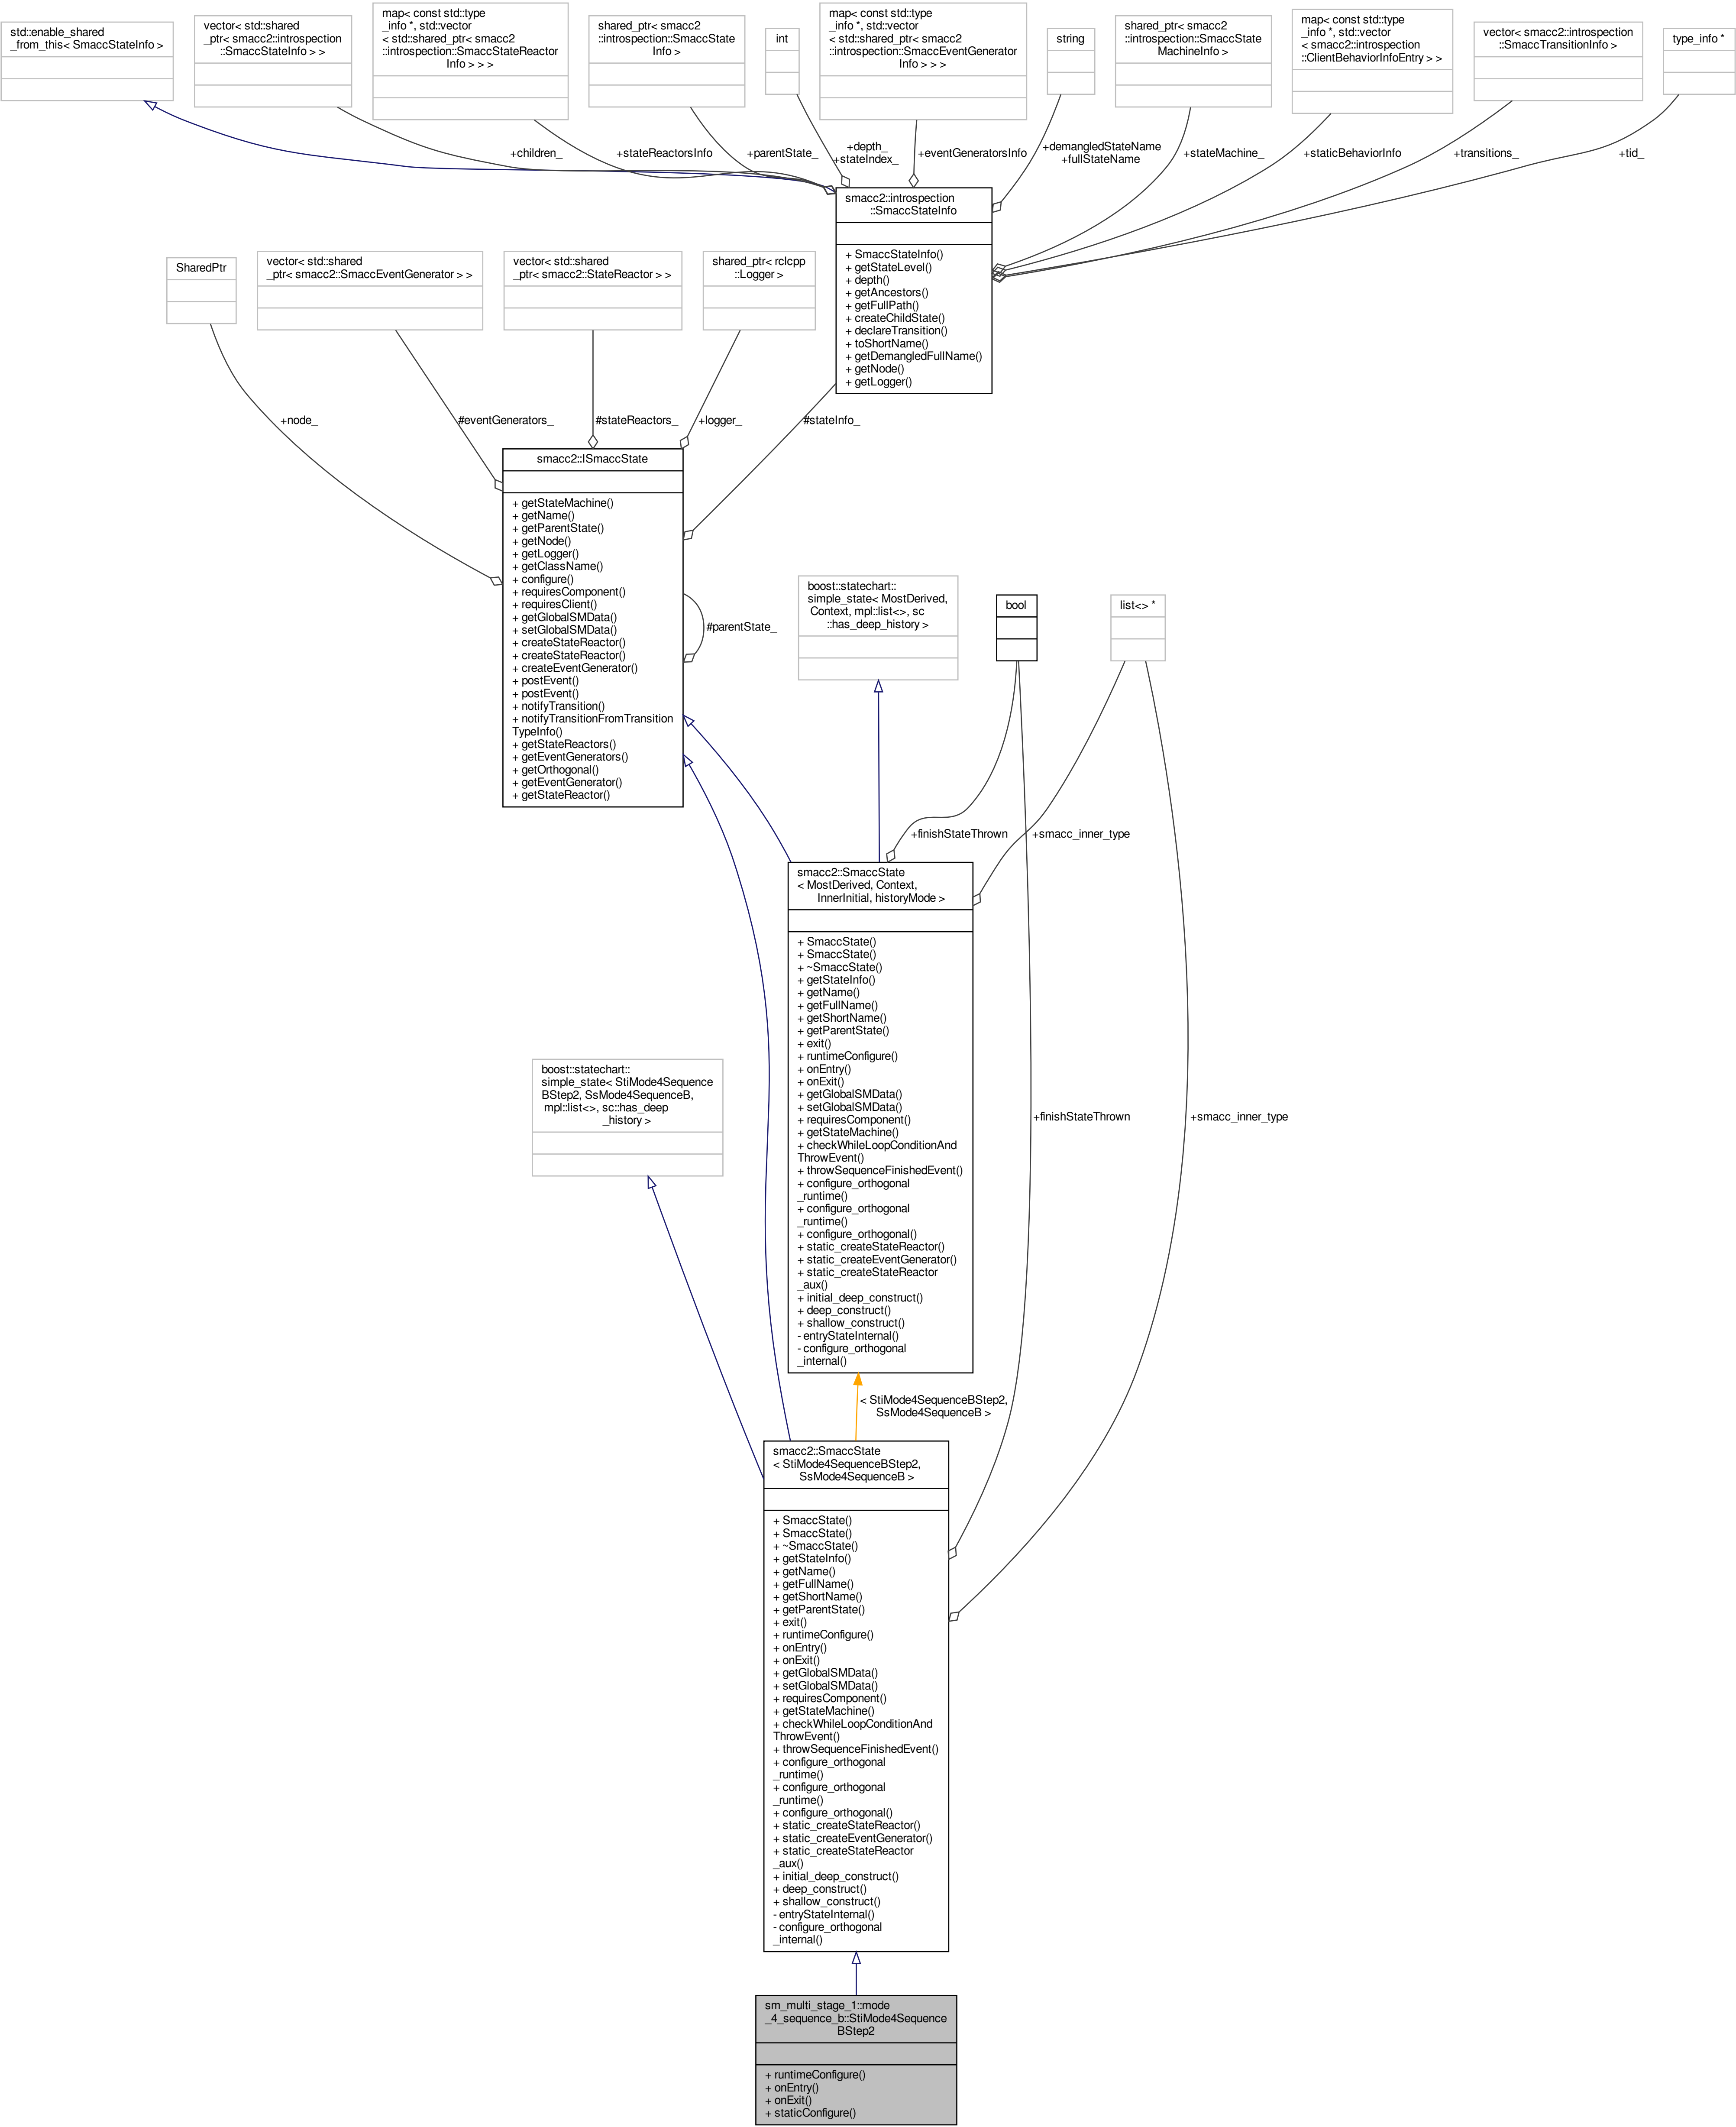 std::enable_shared
_from_this< SmaccStateInfo >
vector< std::shared
_ptr< smacc2::introspection
::SmaccStateInfo > >
map< const std::type
_info *, std::vector
< std::shared_ptr< smacc2
::introspection::SmaccStateReactor
Info > > >
shared_ptr< smacc2
::introspection::SmaccState
Info >
int
map< const std::type
_info *, std::vector
< std::shared_ptr< smacc2
::introspection::SmaccEventGenerator
Info > > >
string
shared_ptr< smacc2
::introspection::SmaccState
MachineInfo >
map< const std::type
_info *, std::vector
< smacc2::introspection
::ClientBehaviorInfoEntry > >
vector< smacc2::introspection
::SmaccTransitionInfo >
type_info *
+children_
+stateReactorsInfo
+parentState_
+depth_
+stateIndex_
+eventGeneratorsInfo
+demangledStateName
+fullStateName
+stateMachine_
+staticBehaviorInfo
+transitions_
+tid_
smacc2::introspection
::SmaccStateInfo
+ SmaccStateInfo()
+ getStateLevel()
+ depth()
+ getAncestors()
+ getFullPath()
+ createChildState()
+ declareTransition()
+ toShortName()
+ getDemangledFullName()
+ getNode()
+ getLogger()
SharedPtr
vector< std::shared
_ptr< smacc2::SmaccEventGenerator > >
vector< std::shared
_ptr< smacc2::StateReactor > >
shared_ptr< rclcpp
::Logger >
+node_
#eventGenerators_
#stateReactors_
+logger_
#stateInfo_
smacc2::ISmaccState
+ getStateMachine()
+ getName()
+ getParentState()
+ getNode()
+ getLogger()
+ getClassName()
+ configure()
+ requiresComponent()
+ requiresClient()
+ getGlobalSMData()
+ setGlobalSMData()
+ createStateReactor()
+ createStateReactor()
+ createEventGenerator()
+ postEvent()
+ postEvent()
+ notifyTransition()
+ notifyTransitionFromTransition
TypeInfo()
+ getStateReactors()
+ getEventGenerators()
+ getOrthogonal()
+ getEventGenerator()
+ getStateReactor()
#parentState_
boost::statechart::
simple_state< MostDerived,
Context, mpl::list<>, sc
::has_deep_history >
bool
list<> *
+finishStateThrown
+smacc_inner_type
smacc2::SmaccState
< MostDerived, Context,
InnerInitial, historyMode >
+ SmaccState()
+ SmaccState()
+ ~SmaccState()
+ getStateInfo()
+ getName()
+ getFullName()
+ getShortName()
+ getParentState()
+ exit()
+ runtimeConfigure()
+ onEntry()
+ onExit()
+ getGlobalSMData()
+ setGlobalSMData()
+ requiresComponent()
+ getStateMachine()
+ checkWhileLoopConditionAnd
ThrowEvent()
+ throwSequenceFinishedEvent()
+ configure_orthogonal
_runtime()
+ configure_orthogonal
_runtime()
+ configure_orthogonal()
+ static_createStateReactor()
+ static_createEventGenerator()
+ static_createStateReactor
_aux()
+ initial_deep_construct()
+ deep_construct()
+ shallow_construct()
- entryStateInternal()
- configure_orthogonal
_internal()
boost::statechart::
simple_state< StiMode4Sequence
BStep2, SsMode4SequenceB,
mpl::list<>, sc::has_deep
_history >
+finishStateThrown
+smacc_inner_type
< StiMode4SequenceBStep2,
SsMode4SequenceB >
smacc2::SmaccState
< StiMode4SequenceBStep2,
SsMode4SequenceB >
+ SmaccState()
+ SmaccState()
+ ~SmaccState()
+ getStateInfo()
+ getName()
+ getFullName()
+ getShortName()
+ getParentState()
+ exit()
+ runtimeConfigure()
+ onEntry()
+ onExit()
+ getGlobalSMData()
+ setGlobalSMData()
+ requiresComponent()
+ getStateMachine()
+ checkWhileLoopConditionAnd
ThrowEvent()
+ throwSequenceFinishedEvent()
+ configure_orthogonal
_runtime()
+ configure_orthogonal
_runtime()
+ configure_orthogonal()
+ static_createStateReactor()
+ static_createEventGenerator()
+ static_createStateReactor
_aux()
+ initial_deep_construct()
+ deep_construct()
+ shallow_construct()
- entryStateInternal()
- configure_orthogonal
_internal()
sm_multi_stage_1::mode
_4_sequence_b::StiMode4Sequence
BStep2
+ runtimeConfigure()
+ onEntry()
+ onExit()
+ staticConfigure()